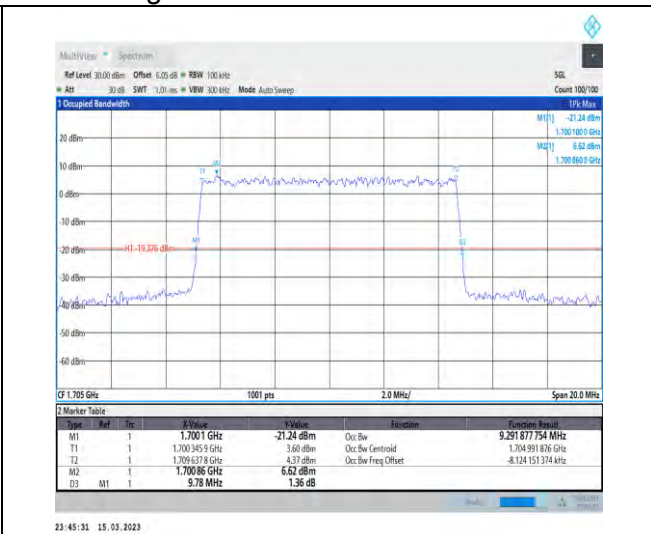 MultiView Spectrum
Ref Level 30.00 dBm Offset 6.05 dB RBW 100 kHz SGL
Att 30 dB SWT 1.01 ms VBW 300 kHz Mode Auto Sweep Count 100/100
1 Occupied Bandwidth 1Pk Max
M1[1] -21.24 dBm
1.700 100 0 GHz
M2[1] 6.62 dBm
1.700 860 0 GHz
20 dBm
10 dBm
0 dBm
-10 dBm
-20 dBm
H1 -19.376 dBm
-30 dBm
-40 dBm
-50 dBm
-60 dBm
M2
T1
T2
M1
D3
CF 1.705 GHz 1001 pts 2.0 MHz/ Span 20.0 MHz
2 Marker Table
Type Ref Trc X-Value Y-Value Function Function Result
M1 1 1.7001 GHz -21.24 dBm Occ Bw 9.291 877 754 MHz
T1 1 1.700 345 9 GHz 3.60 dBm Occ Bw Centroid 1.704 991 876 GHz
T2 1 1.709 637 8 GHz 4.37 dBm Occ Bw Freq Offset -8.124 151 374 kHz
M2 1 1.700 86 GHz 6.62 dBm
D3 M1 1 9.78 MHz 1.36 dB
23:45:31 15.03.2023